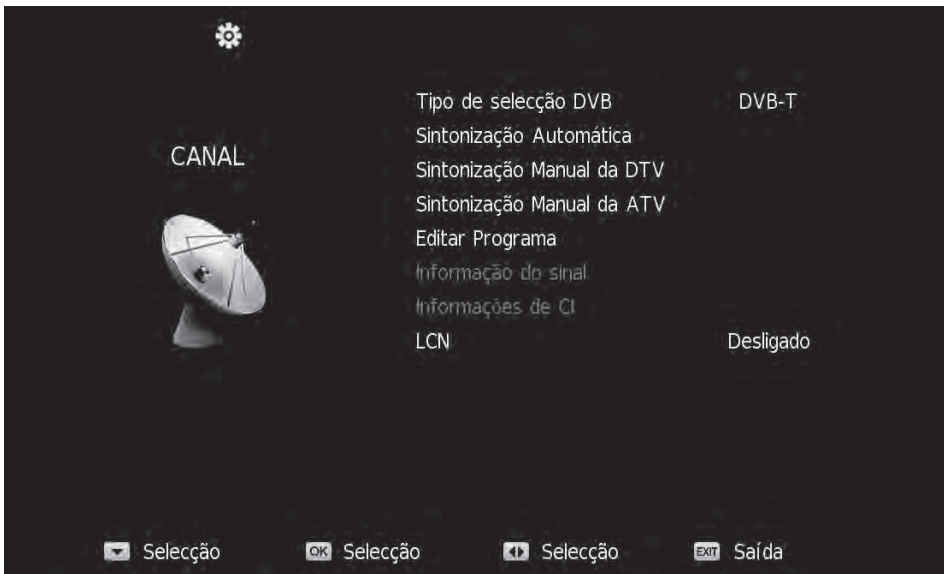 CANAL
Tipo de selecção DVB DVB-T
Sintonização Automática
Sintonização Manual da DTV
Sintonização Manual da ATV
Editar Programa
Informação do sinal
Informações de CI
LCN Desligado
Selecção OK Selecção Selecção EXIT Saída